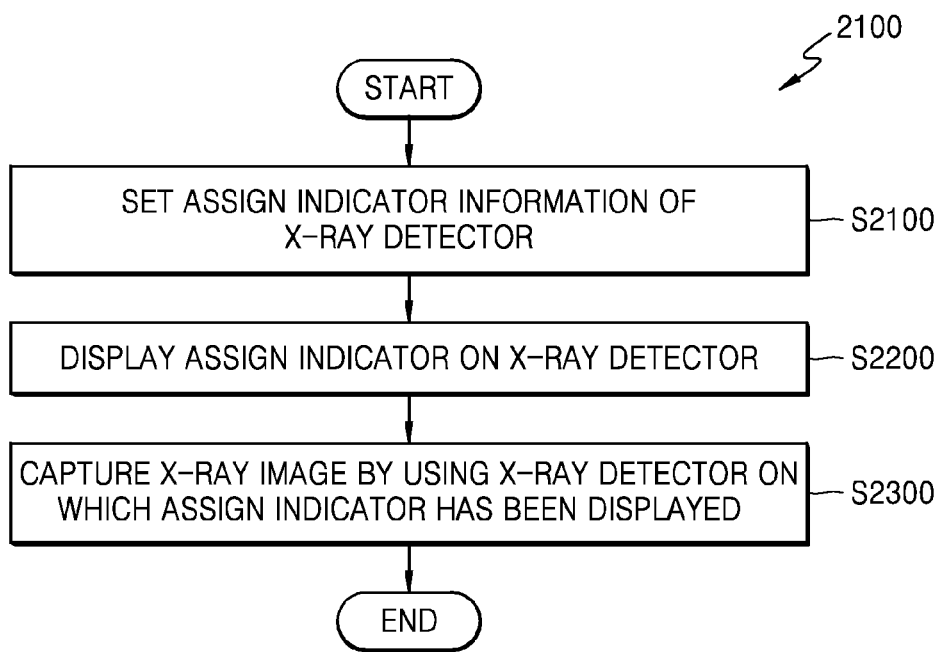 2100
START
SET ASSIGN INDICATOR INFORMATION OF
X-RAY DETECTOR
S2100
DISPLAY ASSIGN INDICATOR ON X-RAY DETECTOR
S2200
CAPTURE X-RAY IMAGE BY USING X-RAY DETECTOR ON
WHICH ASSIGN INDICATOR HAS BEEN DISPLAYED
S2300
END